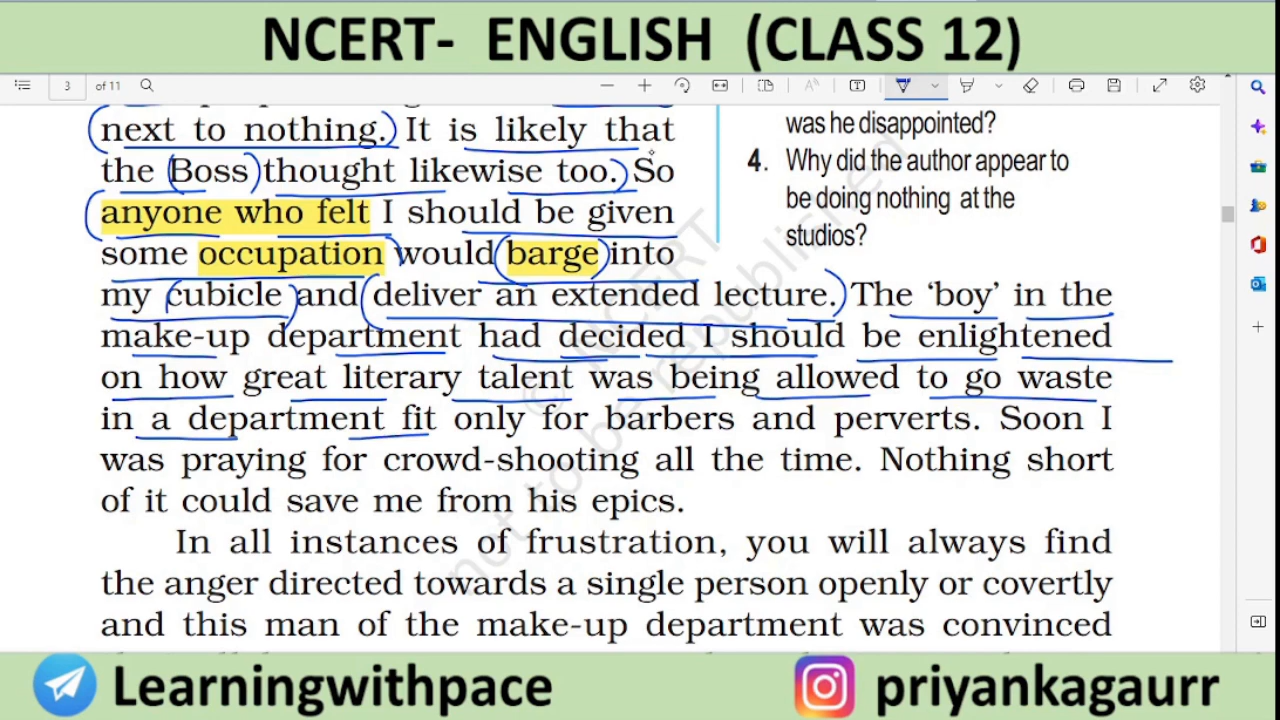 NCERT- ENGLISH (CLASS 12)
3 of 11
next to nothing. It is likely that
the Boss thought likewise too. So
anyone who felt I should be given
some occupation would barge into
my cubicle and deliver an extended lecture. The ‘boy’ in the
make-up department had decided I should be enlightened
on how great literary talent was being allowed to go waste
in a department fit only for barbers and perverts. Soon I
was praying for crowd-shooting all the time. Nothing short
of it could save me from his epics.
In all instances of frustration, you will always find
the anger directed towards a single person openly or covertly
and this man of the make-up department was convinced
was he disappointed?
4. Why did the author appear to
be doing nothing at the
studios?
© NCERT
not to be republished
Learningwithpace
priyankagaurr